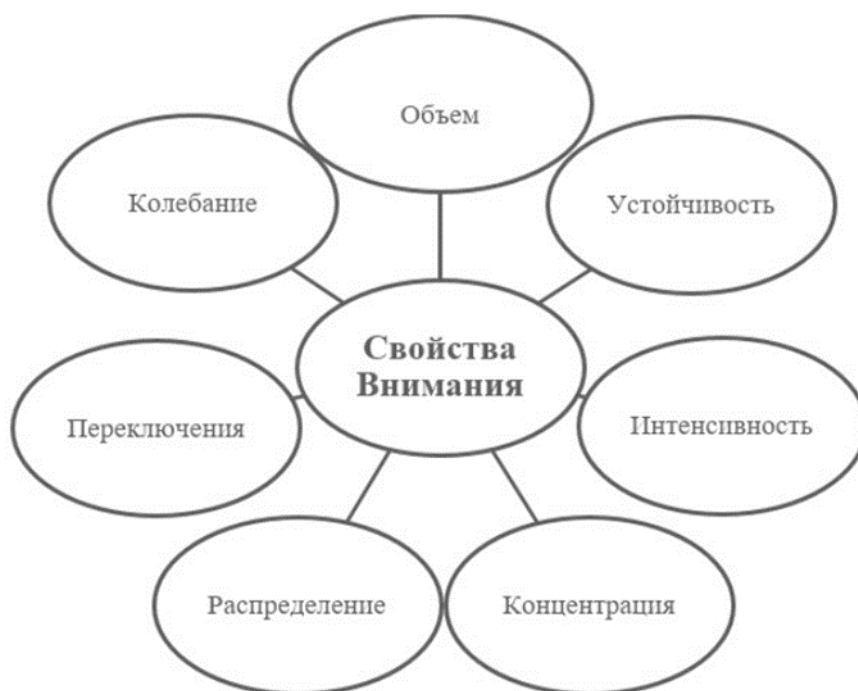 Объем
Колебание
Устойчивость
Свойства
Внимания
Переключения
Интенсивность
Распределение
Концентрация